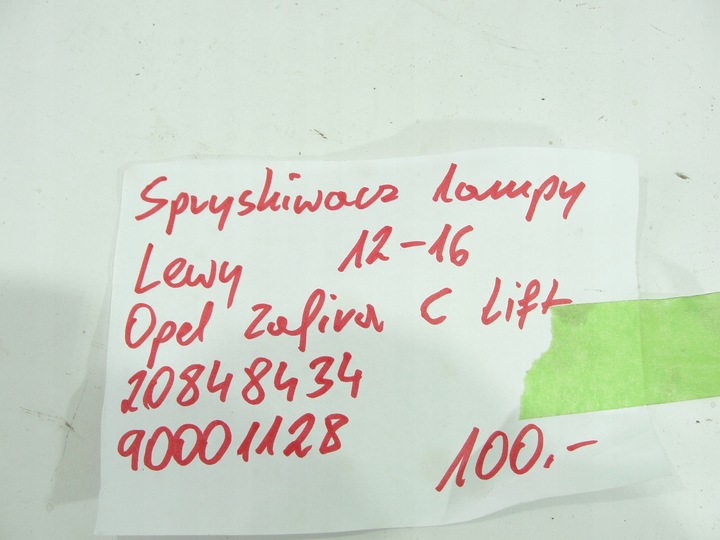 Spryskiwacz lampy
Lewy 12-16
Opel Zafira C Lift
20848434
90001128
100.-